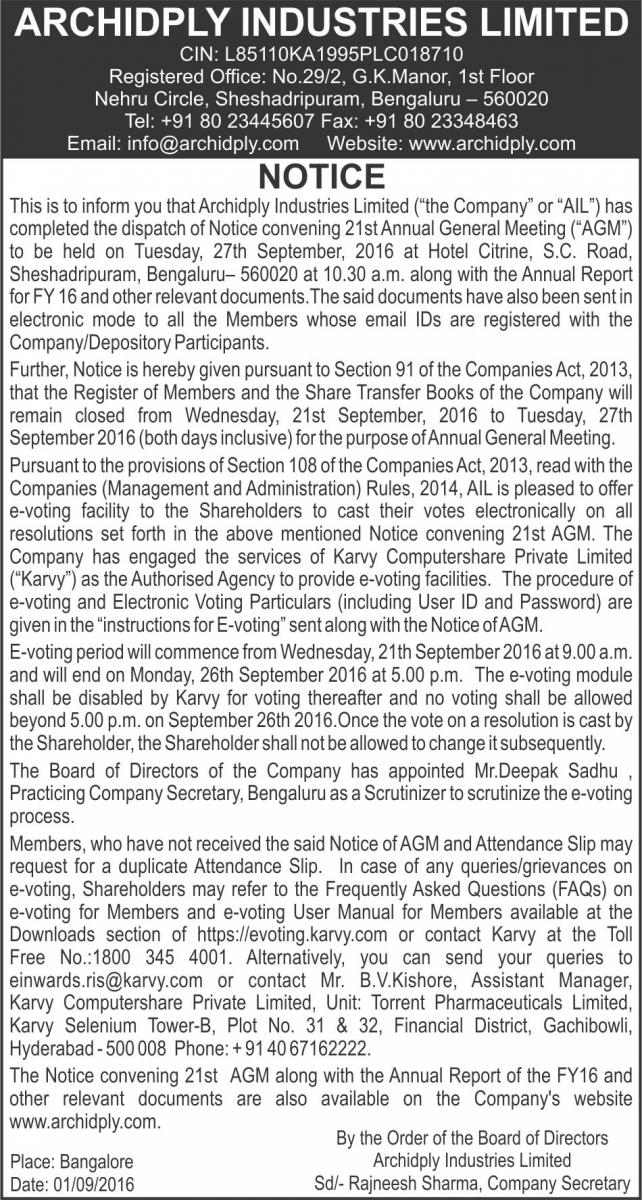 ARCHIDPLY INDUSTRIES LIMITED
CIN: L85110KA1995PLC018710
Registered Office: No.29/2, G.K.Manor, 1st Floor
Nehru Circle, Sheshadripuram, Bengaluru – 560020
Tel: +91 80 23445607 Fax: +91 80 23348463
Email: info@archidply.com Website: www.archidply.com
NOTICE
This is to inform you that Archidply Industries Limited (“the Company” or “AIL”) has
completed the dispatch of Notice convening 21st Annual General Meeting (“AGM”)
to be held on Tuesday, 27th September, 2016 at Hotel Citrine, S.C. Road,
Sheshadripuram, Bengaluru– 560020 at 10.30 a.m. along with the Annual Report
for FY 16 and other relevant documents.The said documents have also been sent in
electronic mode to all the Members whose email IDs are registered with the
Company/Depository Participants.
Further, Notice is hereby given pursuant to Section 91 of the Companies Act, 2013,
that the Register of Members and the Share Transfer Books of the Company will
remain closed from Wednesday, 21st September, 2016 to Tuesday, 27th
September 2016 (both days inclusive) for the purpose of Annual General Meeting.
Pursuant to the provisions of Section 108 of the Companies Act, 2013, read with the
Companies (Management and Administration) Rules, 2014, AIL is pleased to offer
e-voting facility to the Shareholders to cast their votes electronically on all
resolutions set forth in the above mentioned Notice convening 21st AGM. The
Company has engaged the services of Karvy Computershare Private Limited
(“Karvy”) as the Authorised Agency to provide e-voting facilities. The procedure of
e-voting and Electronic Voting Particulars (including User ID and Password) are
given in the “instructions for E-voting” sent along with the Notice of AGM.
E-voting period will commence from Wednesday, 21st September 2016 at 9.00 a.m.
and will end on Monday, 26th September 2016 at 5.00 p.m. The e-voting module
shall be disabled by Karvy for voting thereafter and no voting shall be allowed
beyond 5.00 p.m. on September 26th 2016.Once the vote on a resolution is cast by
the Shareholder, the Shareholder shall not be allowed to change it subsequently.
The Board of Directors of the Company has appointed Mr.Deepak Sadhu ,
Practicing Company Secretary, Bengaluru as a Scrutinizer to scrutinize the e-voting
process.
Members, who have not received the said Notice of AGM and Attendance Slip may
request for a duplicate Attendance Slip. In case of any queries/grievances on
e-voting, Shareholders may refer to the Frequently Asked Questions (FAQs) on
e-voting for Members and e-voting User Manual for Members available at the
Downloads section of https://evoting.karvy.com or contact Karvy at the Toll
Free No.:1800 345 4001. Alternatively, you can send your queries to
einwards.ris@karvy.com or contact Mr. B.V.Kishore, Assistant Manager,
Karvy Computershare Private Limited, Unit: Torrent Pharmaceuticals Limited,
Karvy Selenium Tower-B, Plot No. 31 & 32, Financial District, Gachibowli,
Hyderabad - 500 008 Phone: + 91 40 67162222.
The Notice convening 21st AGM along with the Annual Report of the FY16 and
other relevant documents are also available on the Company's website
www.archidply.com.
By the Order of the Board of Directors
Place: Bangalore Archidply Industries Limited
Date: 01/09/2016 Sd/- Rajneesh Sharma, Company Secretary